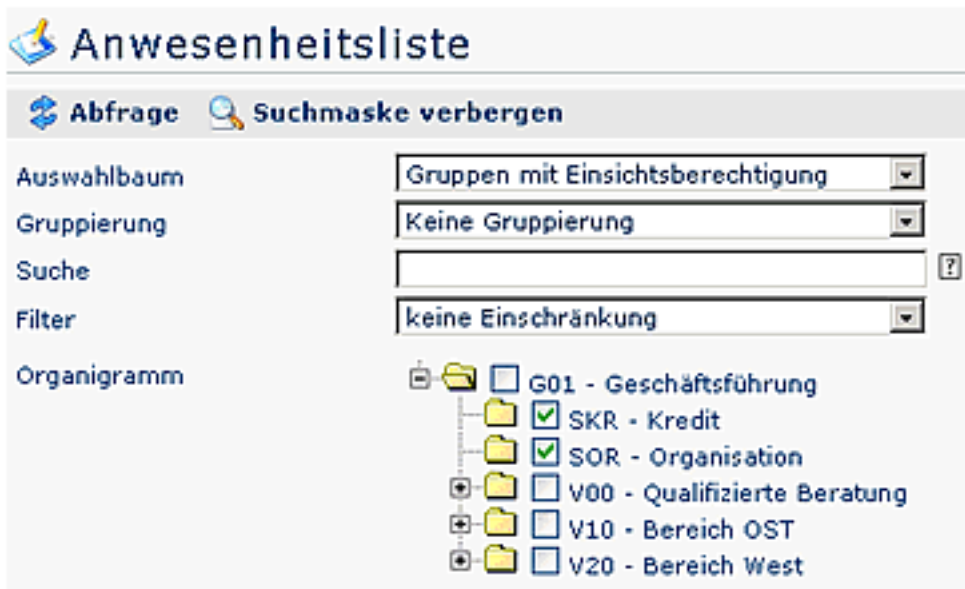 Anwesenheitsliste
Abfrage Suchmaske verbergen
Auswahlbaum Gruppen mit Einsichtsberechtigung
Gruppierung Keine Gruppierung
Suche ?
Filter keine Einschränkung
Organigramm G01 - Geschäftsführung
SKR - Kredit
SOR - Organisation
V00 - Qualifizierte Beratung
V10 - Bereich OST
V20 - Bereich West